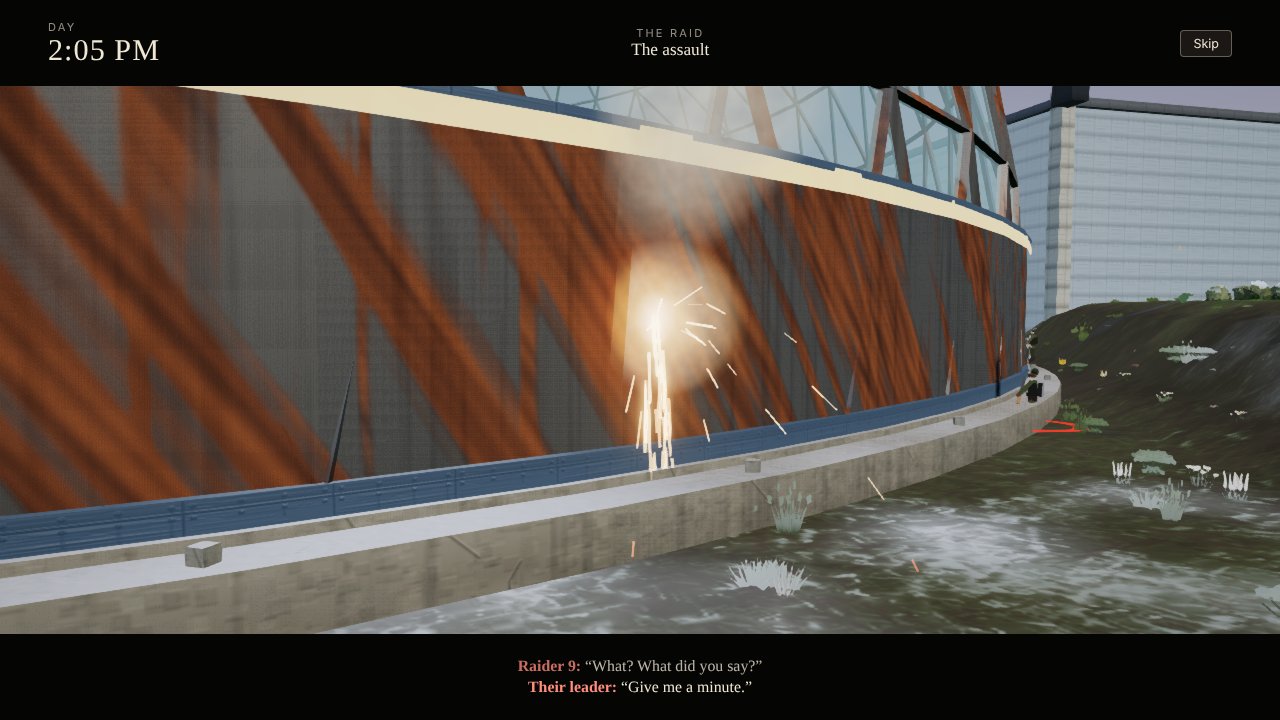 DAY
2:05 PM
THE RAID
The assault
Skip
Raider 9: “What? What did you say?”
Their leader: “Give me a minute.”